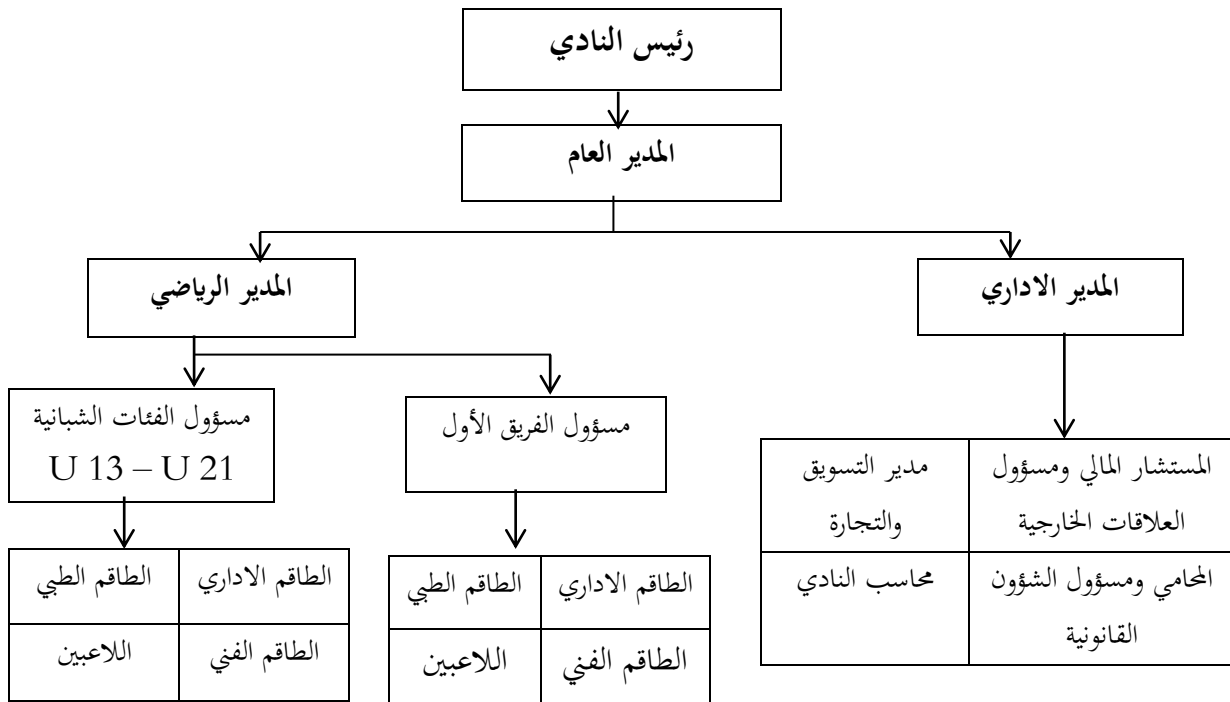 رئيس النادي
المدير العام
المدير الاداري
المدير الرياضي
مسؤول الفريق الأول
مسؤول الفئات الشبانية
U 13 – U 21
المستشار المالي ومسؤول
العلاقات الخارجية
مدير التسويق
والتجارة
المحامي ومسؤول الشؤون
القانونية
محاسب النادي
الطاقم الاداري
الطاقم الطبي
الطاقم الفني
اللاعبين
الطاقم الاداري
الطاقم الطبي
الطاقم الفني
اللاعبين